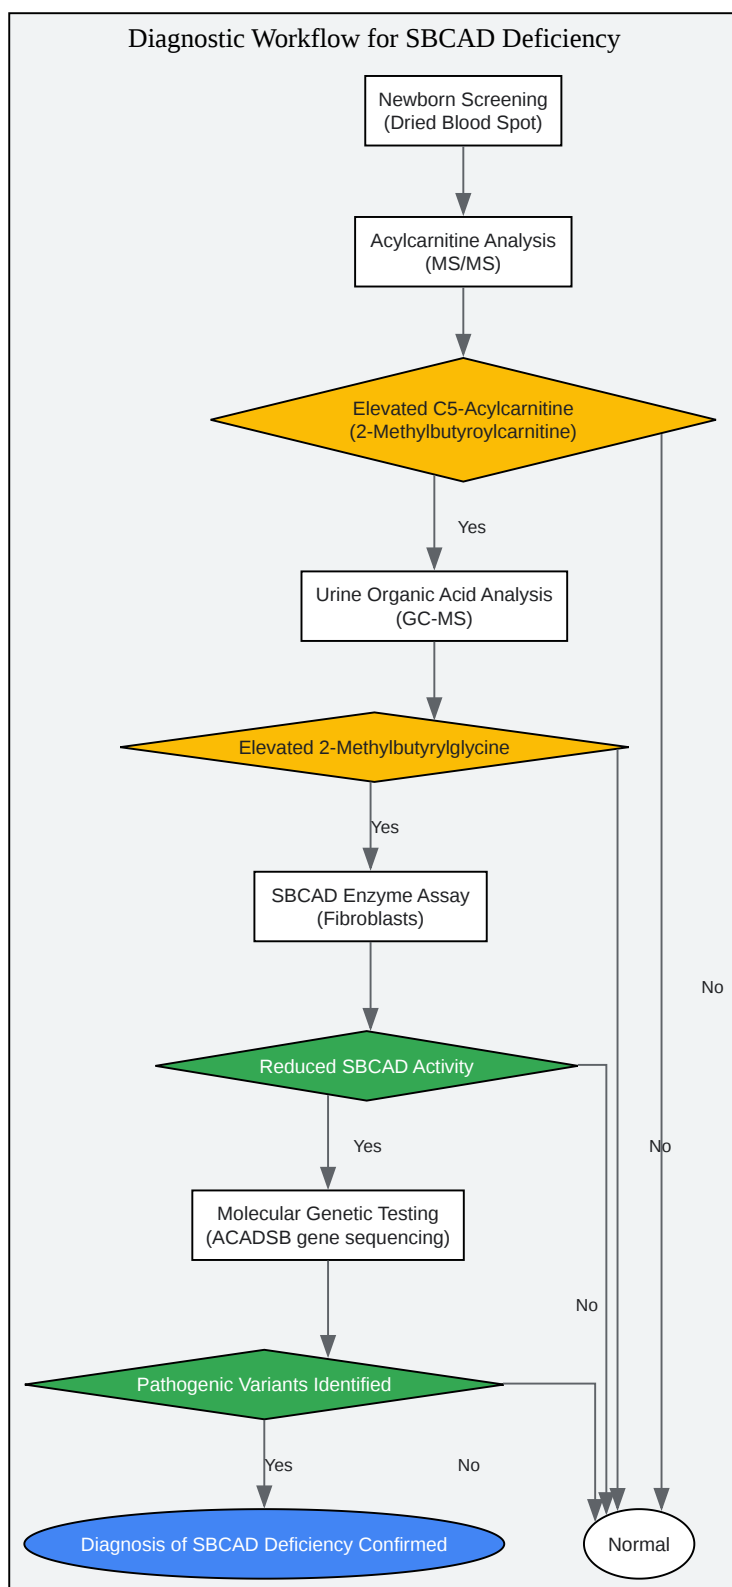 Diagnostic Workflow for SBCAD Deficiency
Newborn Screening
(Dried Blood Spot)
Acylcarnitine Analysis
(MS/MS)
Elevated C5-Acylcarnitine
(2-Methylbutyroylcarnitine)
Yes
Urine Organic Acid Analysis
(GC-MS)
Elevated 2-Methylbutyrylglycine
Yes
SBCAD Enzyme Assay
(Fibroblasts)
No
Reduced SBCAD Activity
Yes
No
Molecular Genetic Testing
(ACADSB gene sequencing)
No
Pathogenic Variants Identified
Yes
No
Diagnosis of SBCAD Deficiency Confirmed
Normal